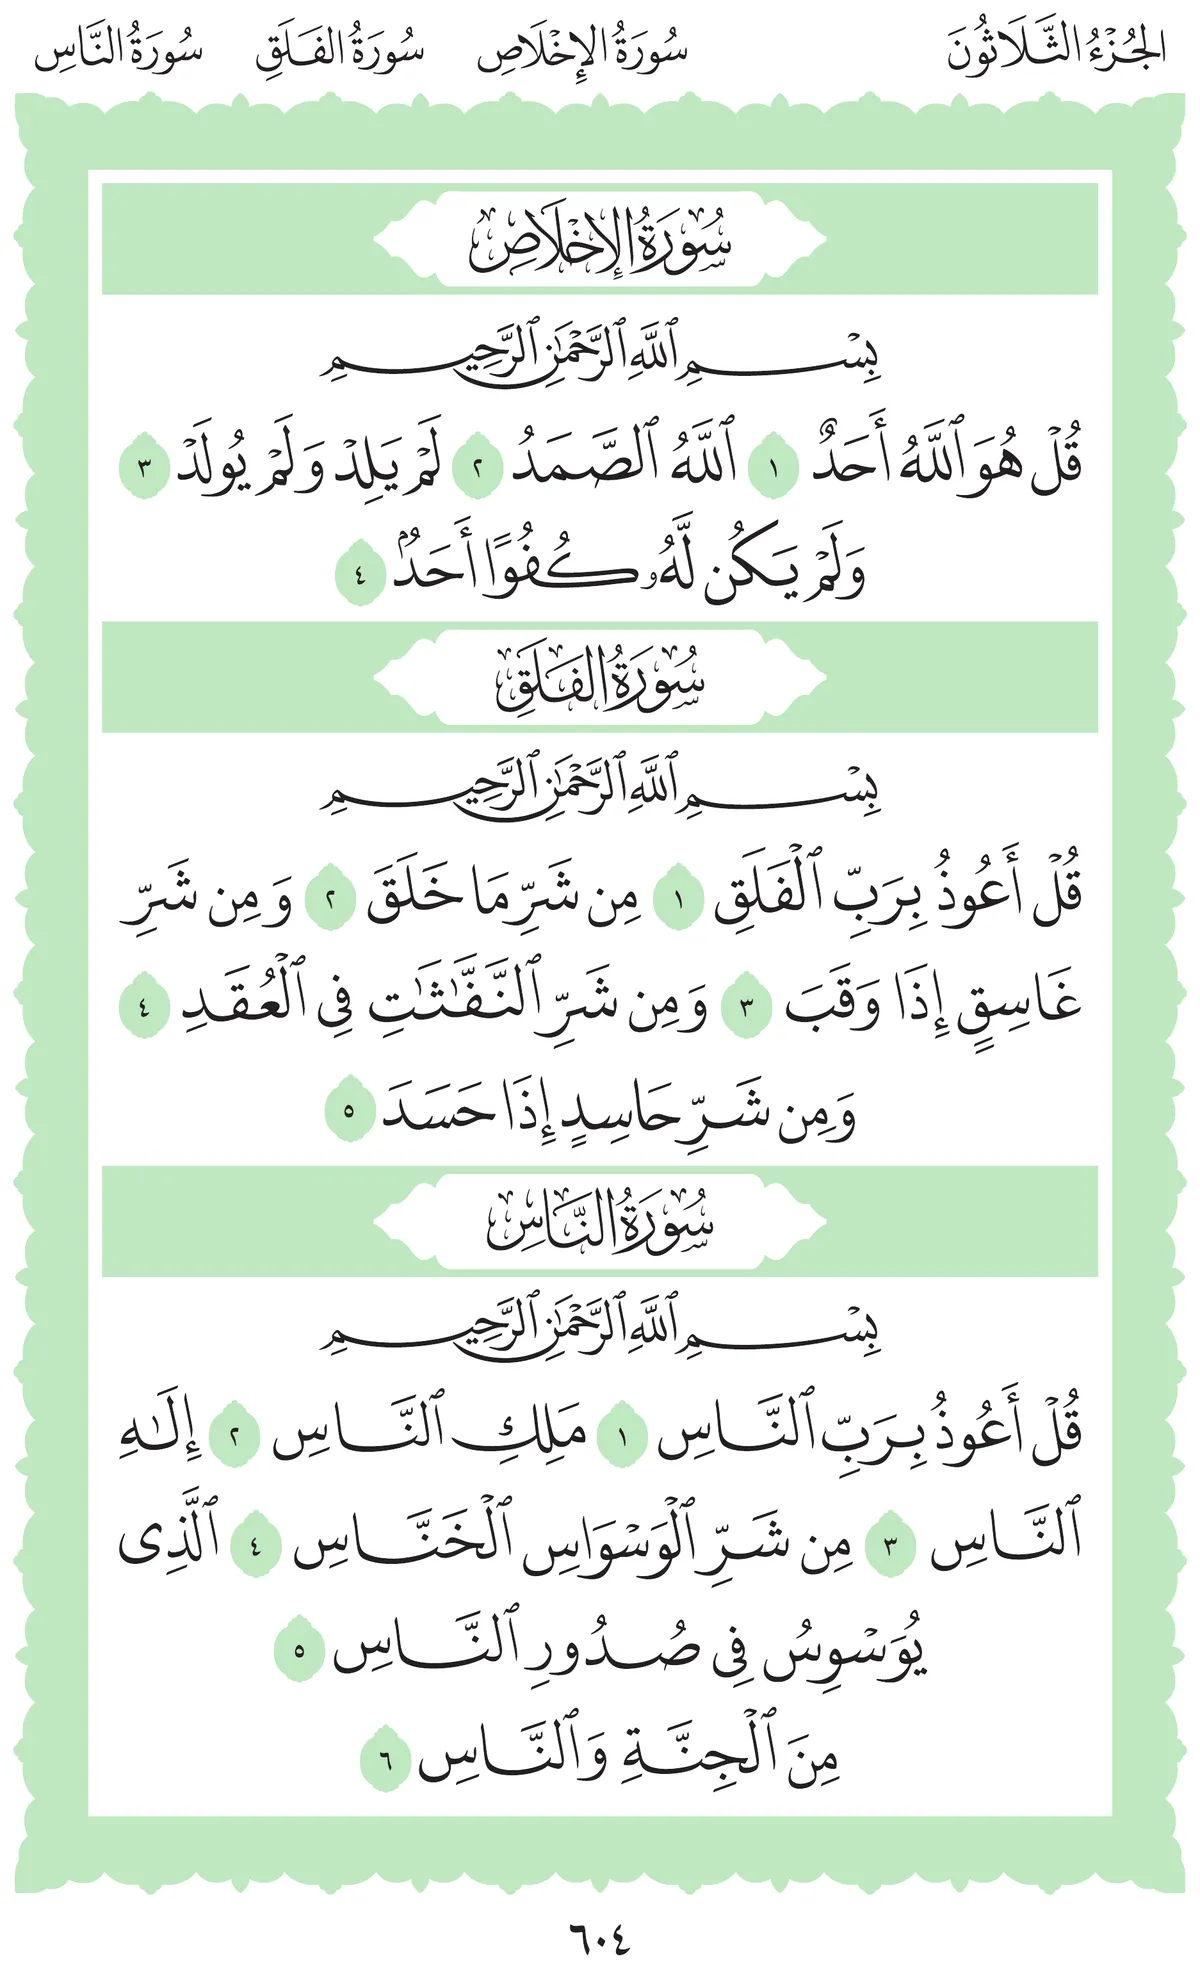 الجُزْءُ الثَّلَاثُونَ سُورَةُ الإِخْلَاصِ سُورَةُ الفَلَقِ سُورَةُ النَّاسِ
سُورَةُ الإِخْلَاصِ
بِسْمِ ٱللَّهِ ٱلرَّحْمَٰنِ ٱلرَّحِيمِ
قُلْ هُوَ ٱللَّهُ أَحَدٌ ١ ٱللَّهُ ٱلصَّمَدُ ٢ لَمْ يَلِدْ وَلَمْ يُولَدْ ٣
وَلَمْ يَكُن لَّهُۥ كُفُوًا أَحَدٌۢ ٤
سُورَةُ الفَلَقِ
بِسْمِ ٱللَّهِ ٱلرَّحْمَٰنِ ٱلرَّحِيمِ
قُلْ أَعُوذُ بِرَبِّ ٱلْفَلَقِ ١ مِن شَرِّ مَا خَلَقَ ٢ وَمِن شَرِّ
غَاسِقٍ إِذَا وَقَبَ ٣ وَمِن شَرِّ ٱلنَّفَّٰثَٰتِ فِى ٱلْعُقَدِ ٤
وَمِن شَرِّ حَاسِدٍ إِذَا حَسَدَ ٥
سُورَةُ النَّاسِ
بِسْمِ ٱللَّهِ ٱلرَّحْمَٰنِ ٱلرَّحِيمِ
قُلْ أَعُوذُ بِرَبِّ ٱلنَّاسِ ١ مَلِكِ ٱلنَّاسِ ٢ إِلَٰهِ
ٱلنَّاسِ ٣ مِن شَرِّ ٱلْوَسْوَاسِ ٱلْخَنَّاسِ ٤ ٱلَّذِى
يُوَسْوِسُ فِى صُدُورِ ٱلنَّاسِ ٥
مِنَ ٱلْجِنَّةِ وَٱلنَّاسِ ٦
٦٠٤